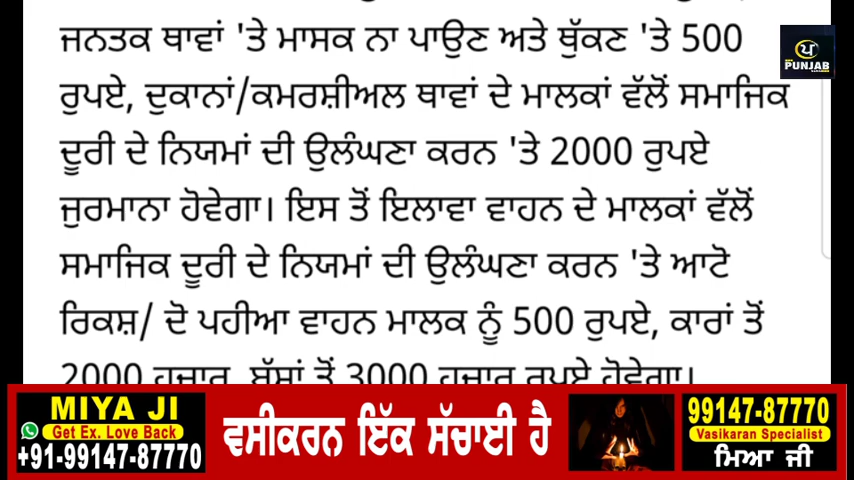 ਜਨਤਕ ਥਾਵਾਂ 'ਤੇ ਮਾਸਕ ਨਾ ਪਾਉਣ ਅਤੇ ਥੁੱਕਣ 'ਤੇ 500
ਰੁਪਏ, ਦੁਕਾਨਾਂ/ਕਮਰਸ਼ੀਅਲ ਥਾਵਾਂ ਦੇ ਮਾਲਕਾਂ ਵੱਲੋਂ ਸਮਾਜਿਕ
ਦੂਰੀ ਦੇ ਨਿਯਮਾਂ ਦੀ ਉਲੰਘਣਾ ਕਰਨ 'ਤੇ 2000 ਰੁਪਏ
ਜੁਰਮਾਨਾ ਹੋਵੇਗਾ। ਇਸ ਤੋਂ ਇਲਾਵਾ ਵਾਹਨ ਦੇ ਮਾਲਕਾਂ ਵੱਲੋਂ
ਸਮਾਜਿਕ ਦੂਰੀ ਦੇ ਨਿਯਮਾਂ ਦੀ ਉਲੰਘਣਾ ਕਰਨ 'ਤੇ ਆਟੋ
ਰਿਕਸ਼/ ਦੋ ਪਹੀਆ ਵਾਹਨ ਮਾਲਕ ਨੂੰ 500 ਰੁਪਏ, ਕਾਰਾਂ ਤੋਂ
2000 ਹਜ਼ਾਰ, ਬੱਸਾਂ ਤੋਂ 3000 ਹਜ਼ਾਰ ਰੁਪਏ ਹੋਵੇਗਾ।
ਪ
PUNJAB
MIYA JI
Get Ex. Love Back
+91-99147-87770
ਵਸੀਕਰਨ ਇੱਕ ਸੱਚਾਈ ਹੈ
99147-87770
Vasikaran Specialist
ਮਿਆ ਜੀ